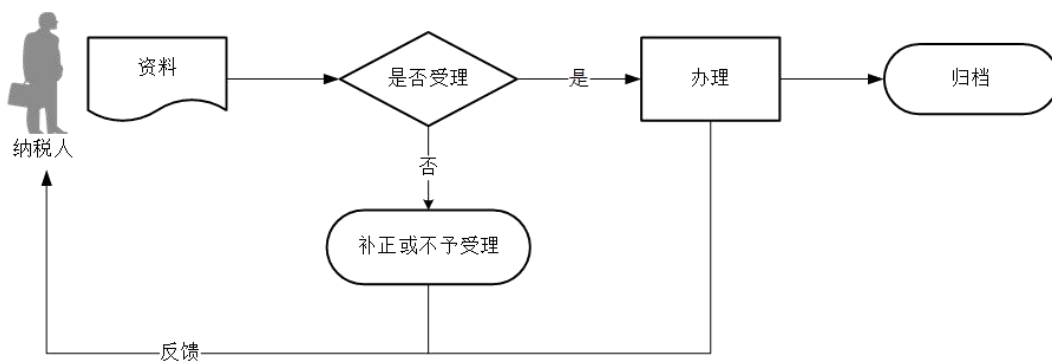 纳税人
资料
是否受理
是
办理
归档
否
补正或不予受理
反馈